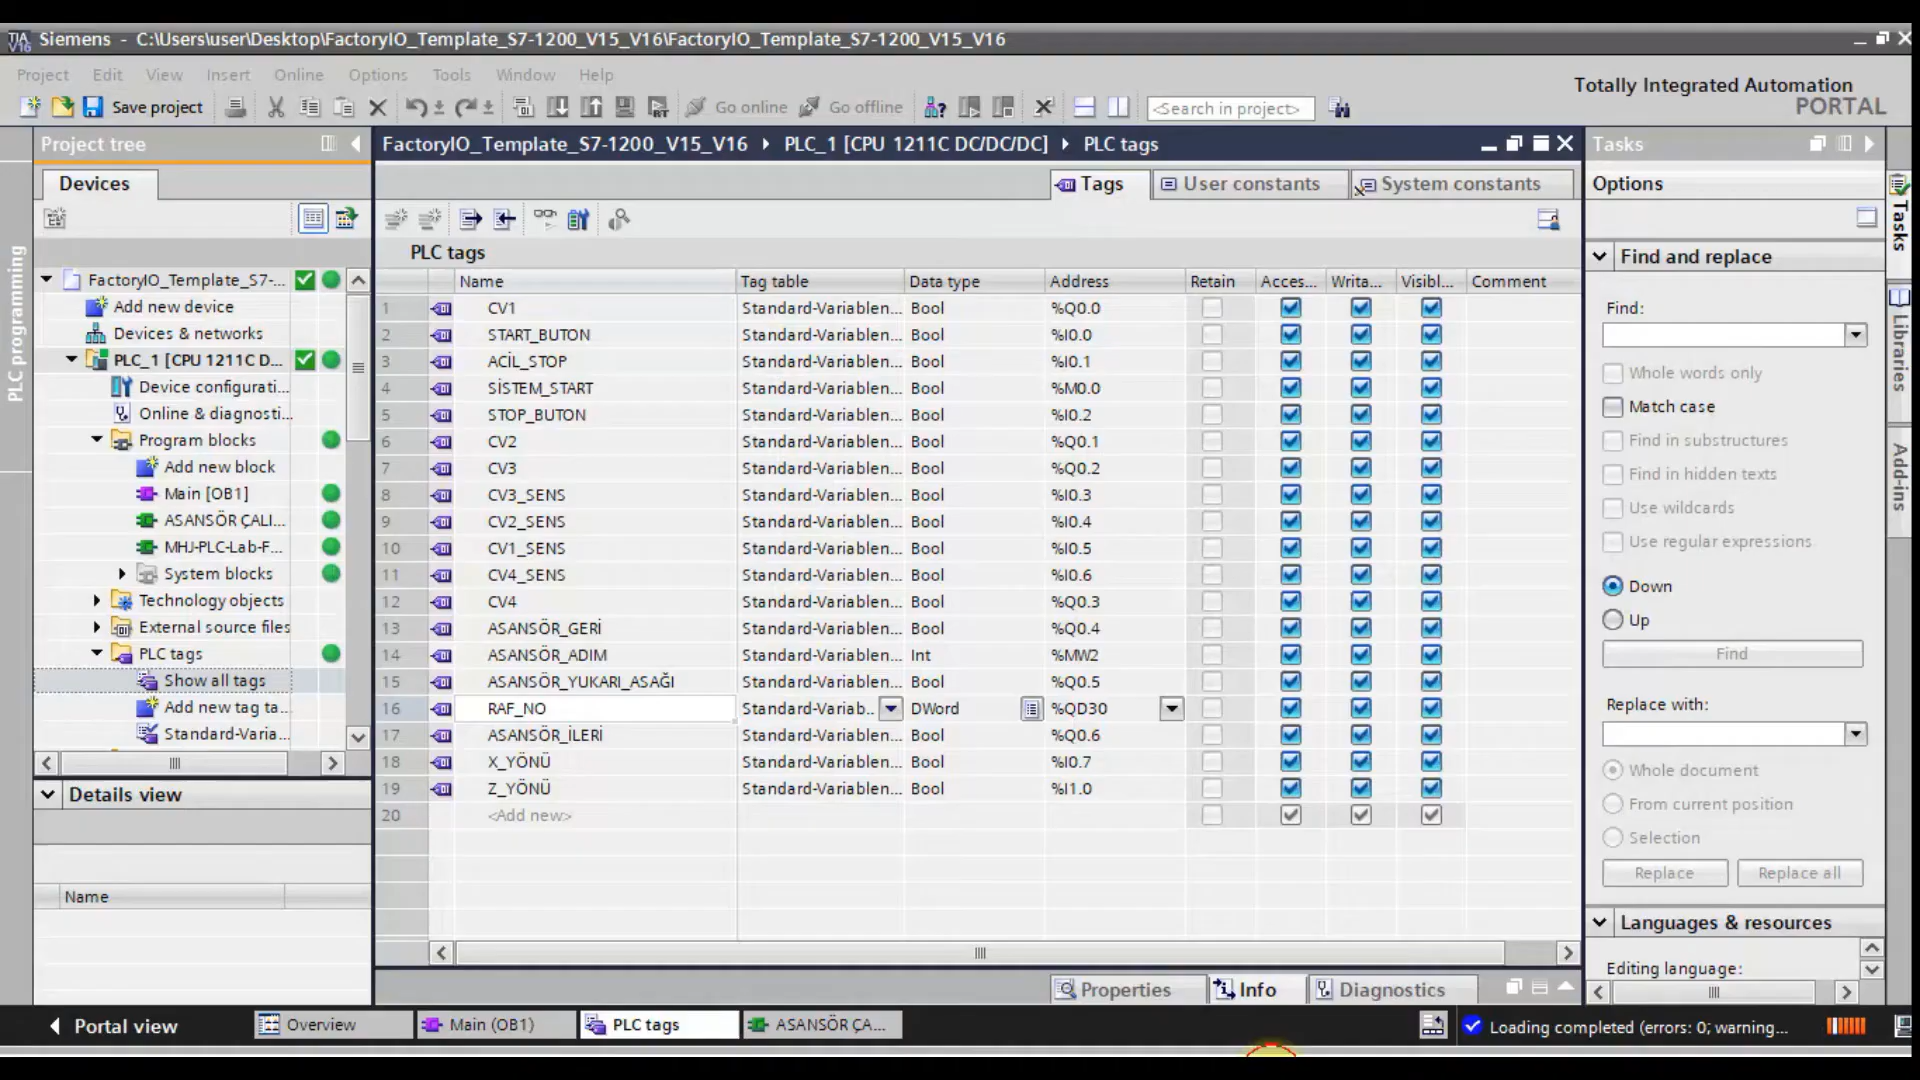 Siemens - C:\Users\user\Desktop\FactoryIO_Template_S7-1200_V15_V16\FactoryIO_Template_S7-1200_V15_V16
Project Edit View Insert Online Options Tools Window Help
Totally Integrated Automation
PORTAL
Save project
Go online
Go offline
<Search in project>
Project tree
FactoryIO_Template_S7-1200_V15_V16 PLC_1 [CPU 1211C DC/DC/DC] PLC tags
Tasks
Devices
Tags
User constants
System constants
Options
PLC programming
Tasks
Libraries
Add-ins
FactoryIO_Template_S7-...
Add new device
Devices & networks
PLC_1 [CPU 1211C D...
Device configurati...
Online & diagnosti...
Program blocks
Add new block
Main [OB1]
ASANSÖR ÇALI...
MHJ-PLC-Lab-F...
System blocks
Technology objects
External source files
PLC tags
Show all tags
Add new tag ta...
Standard-Varia...
Details view
Name
PLC tags
Name Tag table Data type Address Retain Acces... Writa... Visibl... Comment
1 CV1 Standard-Variablen... Bool %Q0.0
2 START_BUTON Standard-Variablen... Bool %I0.0
3 ACİL_STOP Standard-Variablen... Bool %I0.1
4 SİSTEM_START Standard-Variablen... Bool %M0.0
5 STOP_BUTON Standard-Variablen... Bool %I0.2
6 CV2 Standard-Variablen... Bool %Q0.1
7 CV3 Standard-Variablen... Bool %Q0.2
8 CV3_SENS Standard-Variablen... Bool %I0.3
9 CV2_SENS Standard-Variablen... Bool %I0.4
10 CV1_SENS Standard-Variablen... Bool %I0.5
11 CV4_SENS Standard-Variablen... Bool %I0.6
12 CV4 Standard-Variablen... Bool %Q0.3
13 ASANSÖR_GERİ Standard-Variablen... Bool %Q0.4
14 ASANSÖR_ADIM Standard-Variablen... Int %MW2
15 ASANSÖR_YUKARI_ASAĞI Standard-Variablen... Bool %Q0.5
16 RAF_NO Standard-Variab.. DWord %QD30
17 ASANSÖR_İLERİ Standard-Variablen... Bool %Q0.6
18 X_YÖNÜ Standard-Variablen... Bool %I0.7
19 Z_YÖNÜ Standard-Variablen... Bool %I1.0
20 <Add new>
Find and replace
Find:
Whole words only
Match case
Find in substructures
Find in hidden texts
Use wildcards
Use regular expressions
Down
Up
Find
Replace with:
Whole document
From current position
Selection
Replace
Replace all
Languages & resources
Editing language:
Properties
Info
Diagnostics
Portal view
Overview
Main (OB1)
PLC tags
ASANSÖR ÇA...
Loading completed (errors: 0; warning...